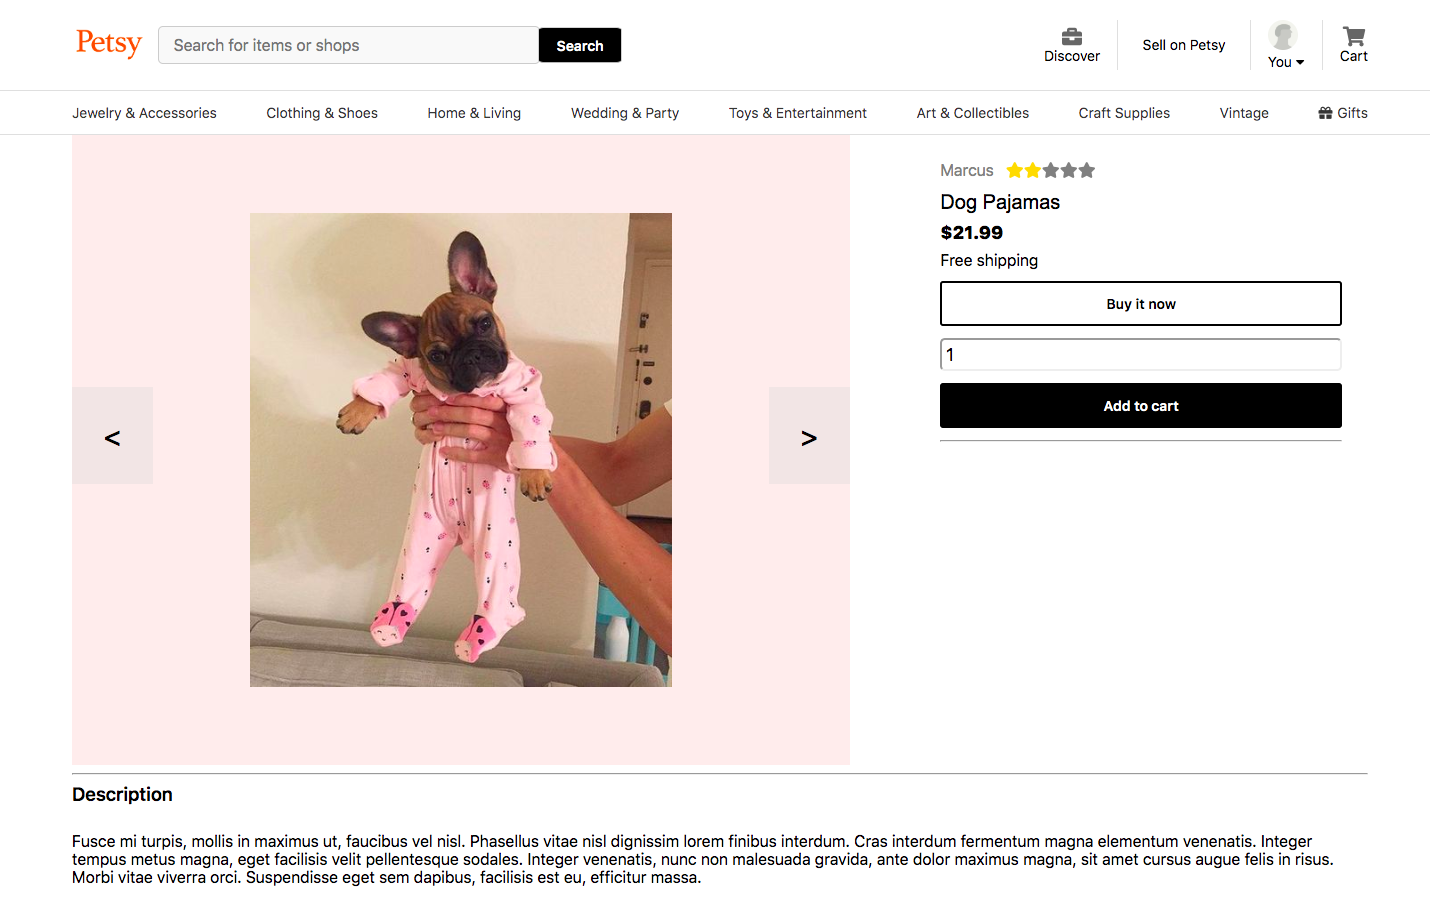 Petsy
Search for items or shops
Search
Discover
Sell on Petsy
You
Cart
Jewelry & Accessories
Clothing & Shoes
Home & Living
Wedding & Party
Toys & Entertainment
Art & Collectibles
Craft Supplies
Vintage
Gifts
Marcus
Dog Pajamas
$21.99
Free shipping
Buy it now
1
Add to cart
<
>
Description
Fusce mi turpis, mollis in maximus ut, faucibus vel nisl. Phasellus vitae nisl dignissim lorem finibus interdum. Cras interdum fermentum magna elementum venenatis. Integer
tempus metus magna, eget facilisis velit pellentesque sodales. Integer venenatis, nunc non malesuada gravida, ante dolor maximus magna, sit amet cursus augue felis in risus.
Morbi vitae viverra orci. Suspendisse eget sem dapibus, facilisis est eu, efficitur massa.